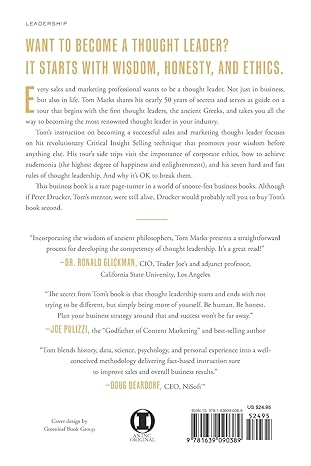 LEADERSHIP
WANT TO BECOME A THOUGHT LEADER?
IT STARTS WITH WISDOM, HONESTY, AND ETHICS.
Every sales and marketing professional wants to be a thought leader. Not just in business,
but also in life. Tom Marks shares his nearly 50 years of secrets and serves as guide on a
tour that begins with the first thought leaders, the ancient Greeks, and takes you all the
way to becoming the most renowned thought leader in your industry.
Tom's instruction on becoming a successful sales and marketing thought leader focuses
on his revolutionary Critical Insight Selling technique that promotes your wisdom before
anything else. His tour's side trips visit the importance of corporate ethics, how to achieve
eudemonia (the highest degree of happiness and enlightenment), and his seven hard and fast
rules of thought leadership. And why it's OK to break them.
This business book is a rare page-turner in a world of snooze-fest business books. Although
if Peter Drucker, Tom's mentor, were still alive, Drucker would probably tell you to buy Tom's
book second.
"Incorporating the wisdom of ancient philosophers, Tom Marks presents a straightforward
process for developing the competency of thought leadership. It's a great read!"
—DR. RONALD GLICKMAN, CIO, Trader Joe's and adjunct professor,
California State University, Los Angeles
"The secret from Tom's book is that thought leadership starts and ends with not
trying to be different, but simply being more of yourself. Be human. Be honest.
Plan your business strategy around that and success won't be far away."
—JOE PULIZZI, the "Godfather of Content Marketing" and best-selling author
"Tom blends history, data, science, psychology, and personal experience into a well-
conceived methodology delivering fact-based instruction sure
to improve sales and overall business results."
—DOUG DEARDORF, CEO, NiSoft™
Cover design by
Greenleaf Book Group
I
AN INC.
ORIGINAL
ISBN-13: 978-1-63909-038-9
US $24.95
52495
9 781639 090389